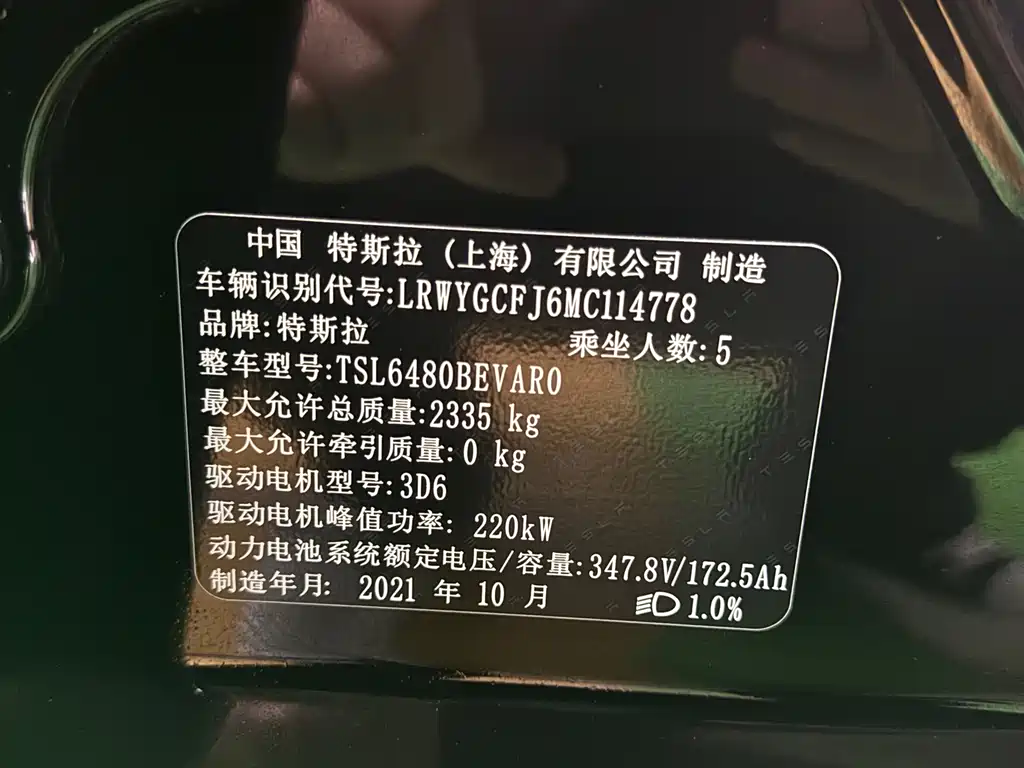 中国 特斯拉（上海）有限公司 制造
车辆识别代号:LRWYGCFJ6MC114778
品牌:特斯拉 乘坐人数:5
整车型号:TSL6480BEVAR0
最大允许总质量:2335 kg
最大允许牵引质量:0 kg
驱动电机型号:3D6
驱动电机峰值功率: 220kW
动力电池系统额定电压/容量:347.8V/172.5Ah
制造年月: 2021 年 10 月 1.0%